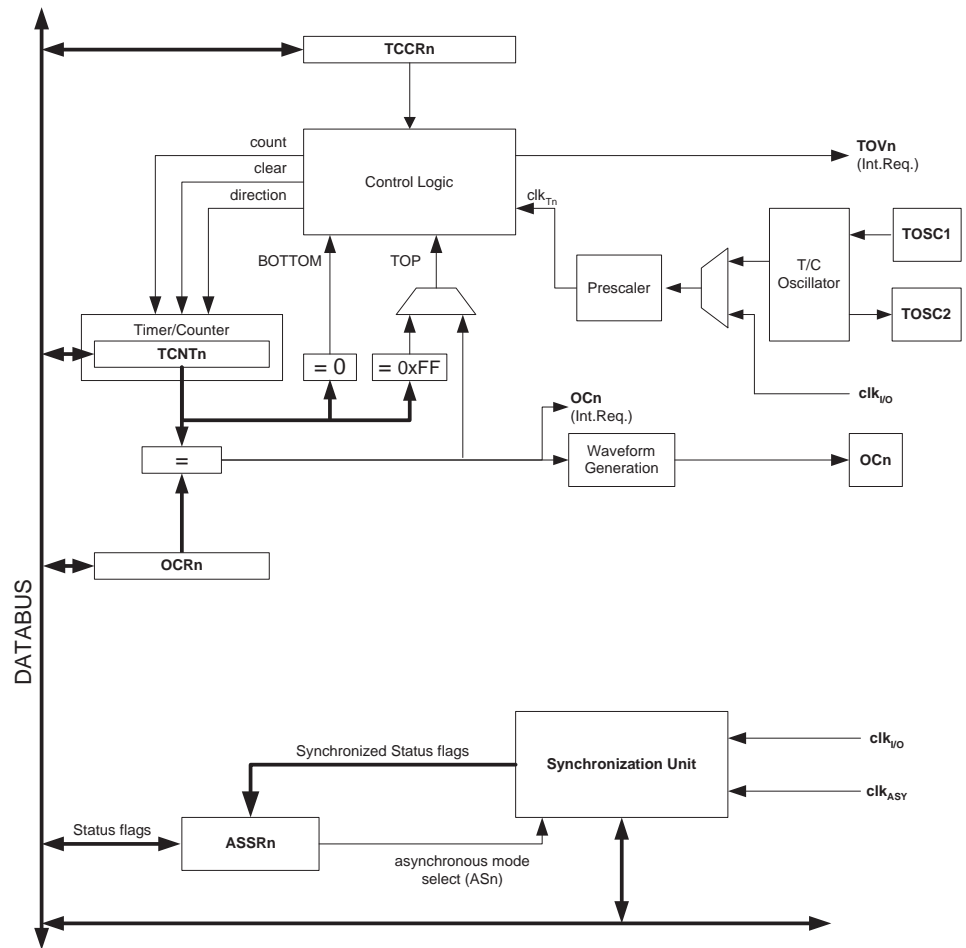 TCCRn
count
clear
direction
Control Logic
TOVn
(Int.Req.)
clkTn
BOTTOM
TOP
Prescaler
T/C
Oscillator
TOSC1
TOSC2
clkI/O
Timer/Counter
TCNTn
= 0
= 0xFF
OCn
(Int.Req.)
=
Waveform
Generation
OCn
OCRn
DATABUS
Synchronized Status flags
Synchronization Unit
clkI/O
clkASY
Status flags
ASSRn
asynchronous mode
select (ASn)